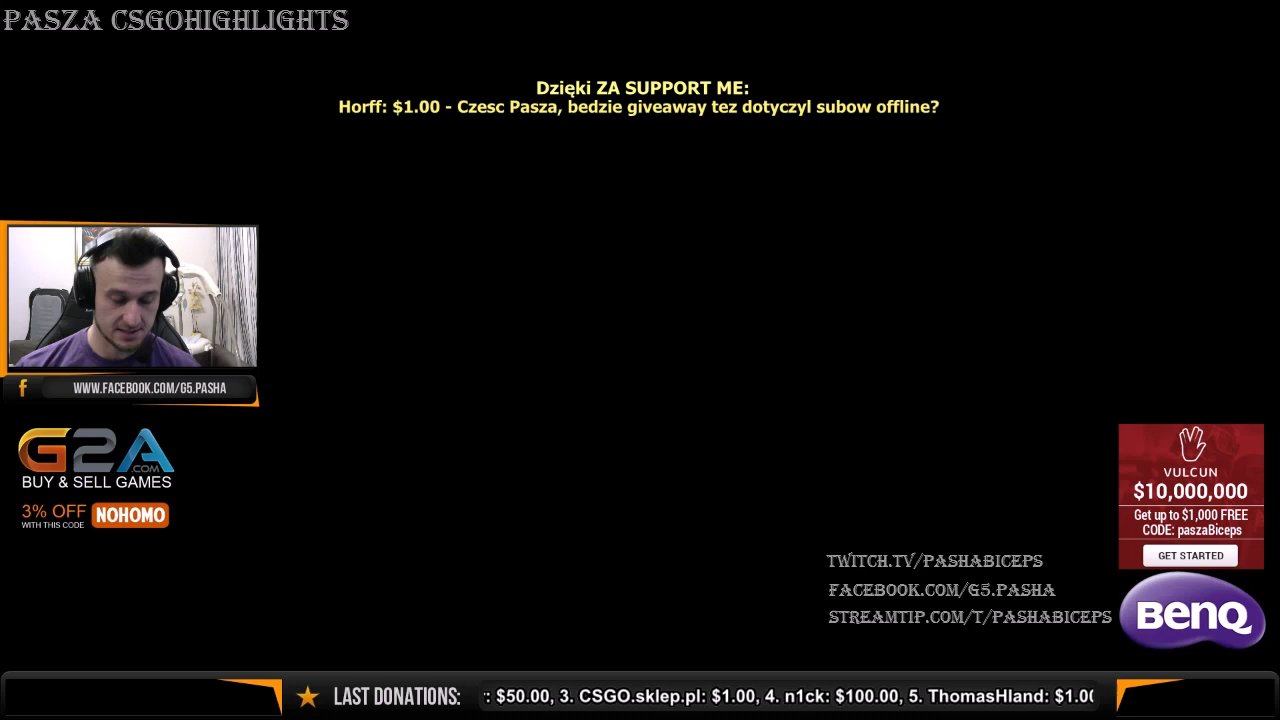 PASZA CSGOHIGHLIGHTS
Dzięki ZA SUPPORT ME:
Horff: $1.00 - Czesc Pasza, bedzie giveaway tez dotyczyl subow offline?
f WWW.FACEBOOK.COM/G5.PASHA
G2A
.COM
BUY & SELL GAMES
3% OFF
WITH THIS CODE
NOHOMO
VULCUN
$10,000,000
Get up to $1,000 FREE
CODE: paszaBiceps
GET STARTED
TWITCH.TV/PASHABICEPS
FACEBOOK.COM/G5.PASHA
STREAMTIP.COM/T/PASHABICEPS
BenQ
LAST DONATIONS: : $50.00, 3. CSGO.sklep.pl: $1.00, 4. n1ck: $100.00, 5. ThomasHland: $1.00